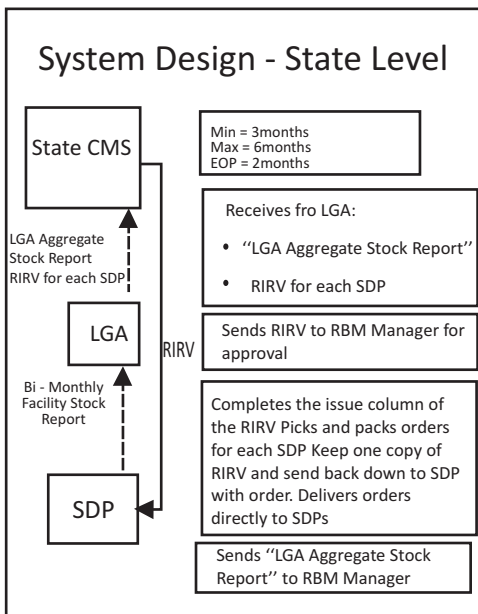 System Design - State Level
State CMS
LGA Aggregate
Stock Report
RIRV for each SDP
LGA
RIRV
Bi - Monthly
Facility Stock
Report
SDP
Min = 3months
Max = 6months
EOP = 2months
Receives fro LGA:
• “LGA Aggregate Stock Report’’
• RIRV for each SDP
Sends RIRV to RBM Manager for
approval
Completes the issue column of
the RIRV Picks and packs orders
for each SDP Keep one copy of
RIRV and send back down to SDP
with order. Delivers orders
directly to SDPs
Sends “LGA Aggregate Stock
Report’’ to RBM Manager